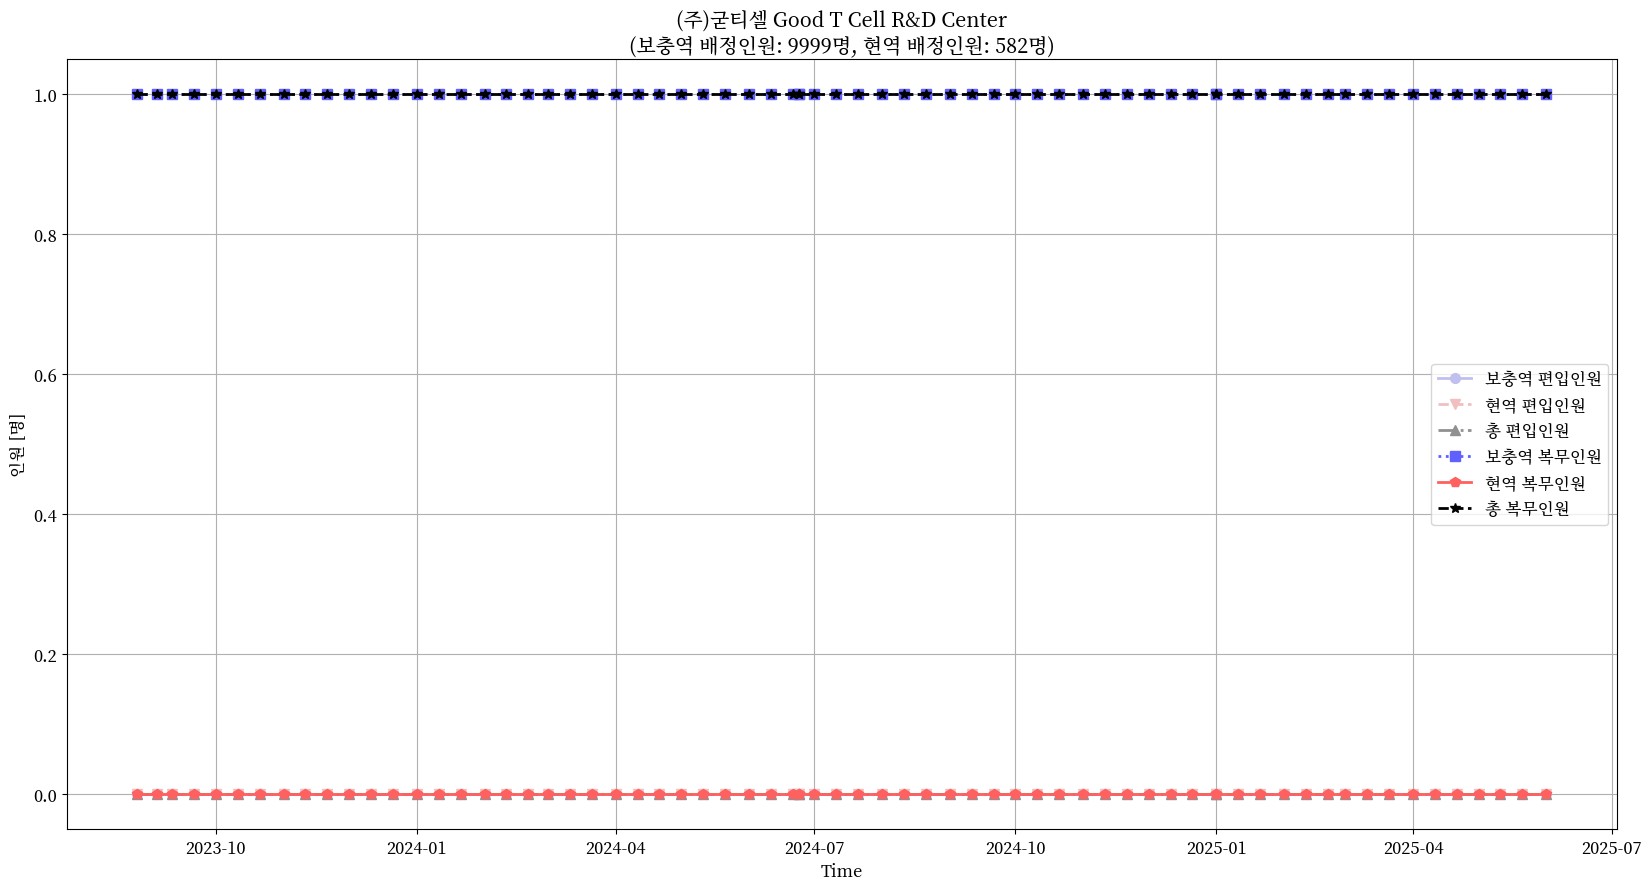 (주)굳티셀 Good T Cell R&D Center
(보충역 배정인원: 9999명, 현역 배정인원: 582명)
인원 [명]
1.0
0.8
0.6
0.4
0.2
0.0
보충역 편입인원
현역 편입인원
총 편입인원
보충역 복무인원
현역 복무인원
총 복무인원
2023-10
2024-01
2024-04
2024-07
2024-10
2025-01
2025-04
2025-07
Time